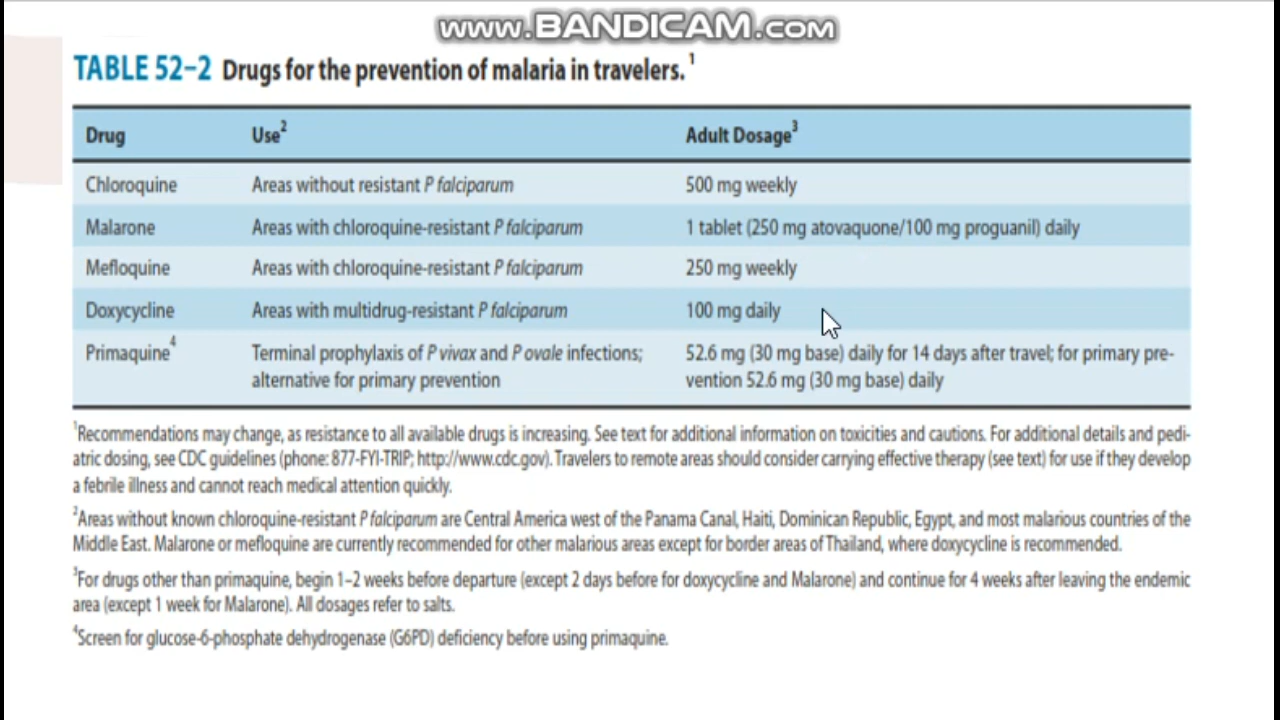 www.BANDICAM.com
TABLE 52–2 Drugs for the prevention of malaria in travelers.1
Drug Use2 Adult Dosage3
Chloroquine Areas without resistant P falciparum 500 mg weekly
Malarone Areas with chloroquine-resistant P falciparum 1 tablet (250 mg atovaquone/100 mg proguanil) daily
Mefloquine Areas with chloroquine-resistant P falciparum 250 mg weekly
Doxycycline Areas with multidrug-resistant P falciparum 100 mg daily
Primaquine4 Terminal prophylaxis of P vivax and P ovale infections; 52.6 mg (30 mg base) daily for 14 days after travel; for primary pre-
alternative for primary prevention vention 52.6 mg (30 mg base) daily
1Recommendations may change, as resistance to all available drugs is increasing. See text for additional information on toxicities and cautions. For additional details and pedi-
atric dosing, see CDC guidelines (phone: 877-FYI-TRIP; http://www.cdc.gov). Travelers to remote areas should consider carrying effective therapy (see text) for use if they develop
a febrile illness and cannot reach medical attention quickly.
2Areas without known chloroquine-resistant P falciparum are Central America west of the Panama Canal, Haiti, Dominican Republic, Egypt, and most malarious countries of the
Middle East. Malarone or mefloquine are currently recommended for other malarious areas except for border areas of Thailand, where doxycycline is recommended.
3For drugs other than primaquine, begin 1–2 weeks before departure (except 2 days before for doxycycline and Malarone) and continue for 4 weeks after leaving the endemic
area (except 1 week for Malarone). All dosages refer to salts.
4Screen for glucose-6-phosphate dehydrogenase (G6PD) deficiency before using primaquine.